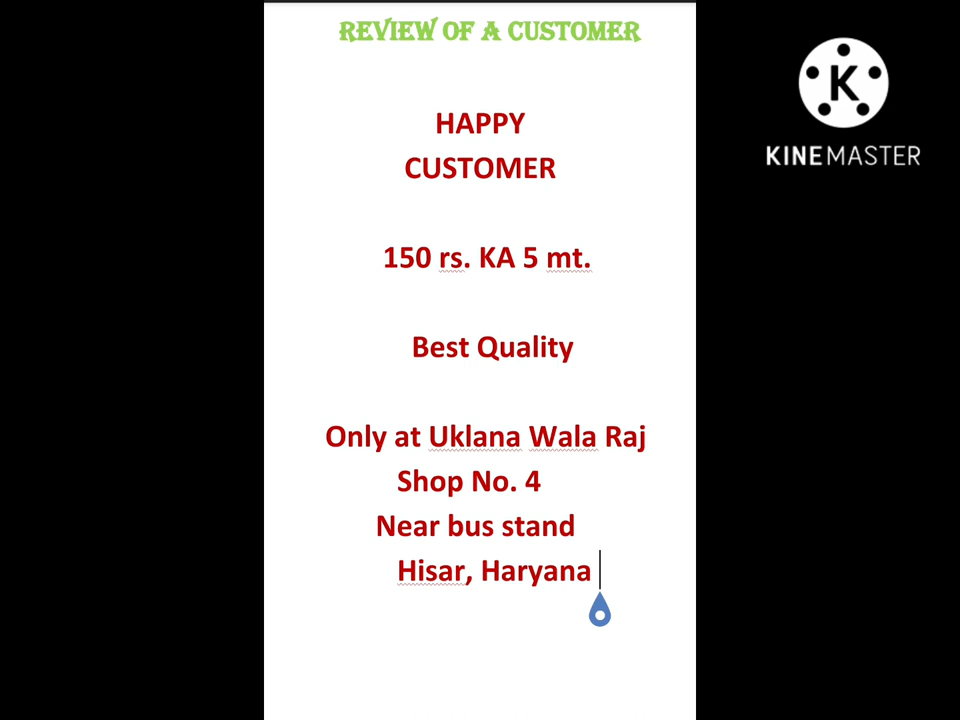 REVIEW OF A CUSTOMER
HAPPY
CUSTOMER
150 rs. KA 5 mt.
Best Quality
Only at Uklana Wala Raj
Shop No. 4
Near bus stand
Hisar, Haryana
K
KINEMASTER